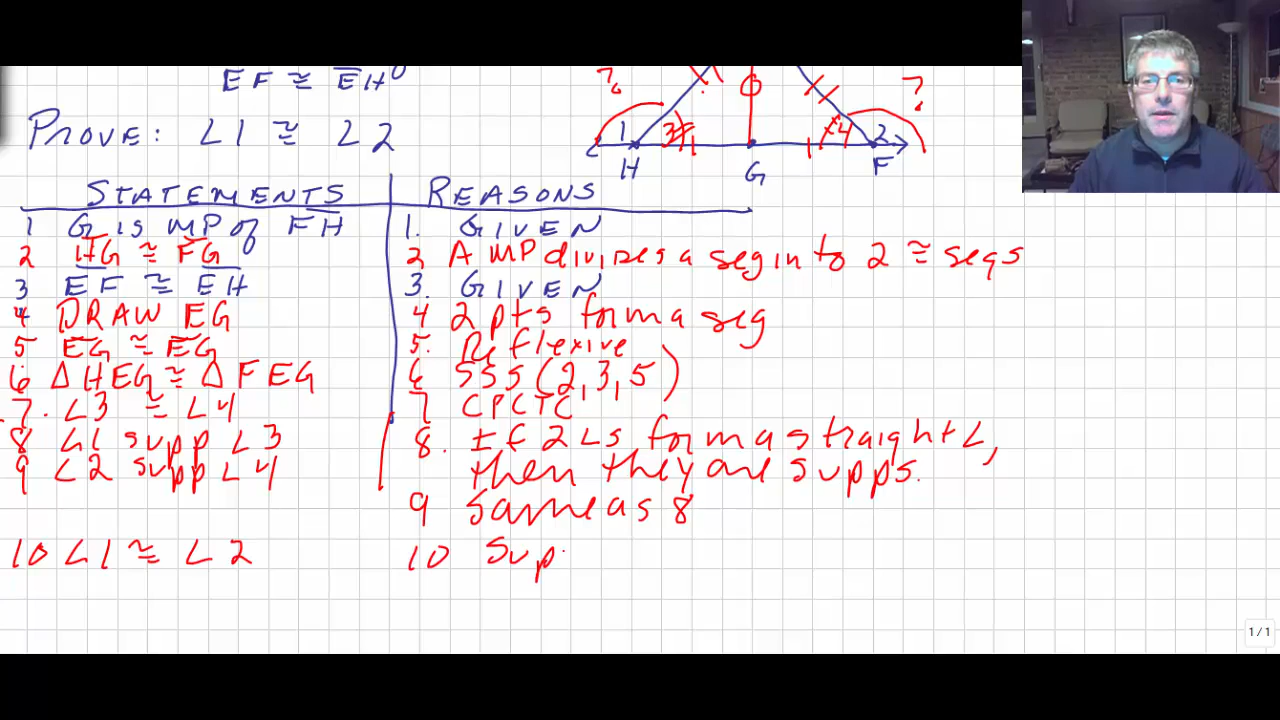 EF ≅ EH
?
?
PROVE: ∠1 ≅ ∠2
1 3 4 2
H G F
STATEMENTS REASONS
1 G is MP of FH 1. GIVEN
2 HG ≅ FG 2 A MP divides a seg into 2 ≅ segs
3 EF ≅ EH 3. GIVEN
4 DRAW EG 4 2 pts form a seg
5 EG ≅ EG 5. Reflexive
6 △HEG ≅ △FEG 6 SSS (2,3,5)
7. ∠3 ≅ ∠4 7 CPCTC
8 ∠1 supp ∠3 8. If 2 ∠s form a straight ∠,
9 ∠2 supp ∠4 then they are supps.
9 Same as 8
10 ∠1 ≅ ∠2 10 Sup
1/1